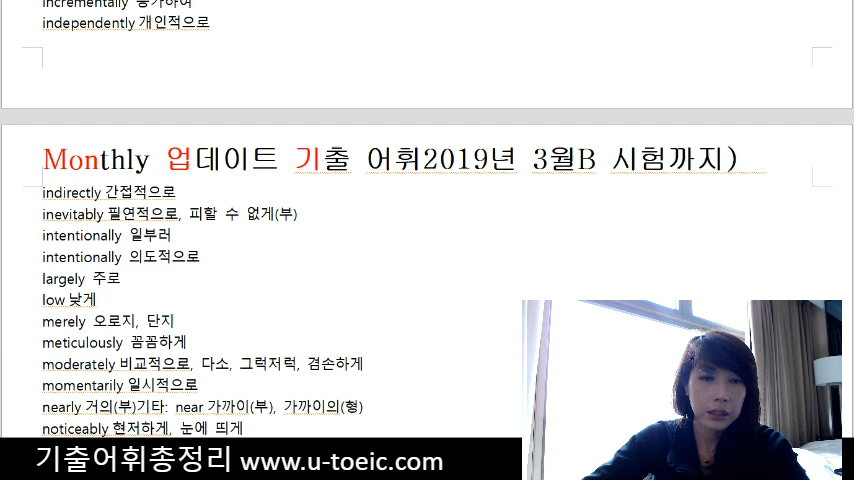 incrementally 증가하여
independently 개인적으로
Monthly 업데이트 기출 어휘2019년 3월B 시험까지)
indirectly 간접적으로
inevitably 필연적으로, 피할 수 없게(부)
intentionally 일부러
intentionally 의도적으로
largely 주로
low 낮게
merely 오로지, 단지
meticulously 꼼꼼하게
moderately 비교적으로, 다소, 그럭저럭, 겸손하게
momentarily 일시적으로
nearly 거의(부)기타: near 가까이(부), 가까이의(형)
noticeably 현저하게, 눈에 띄게
기출어휘총정리 www.u-toeic.com